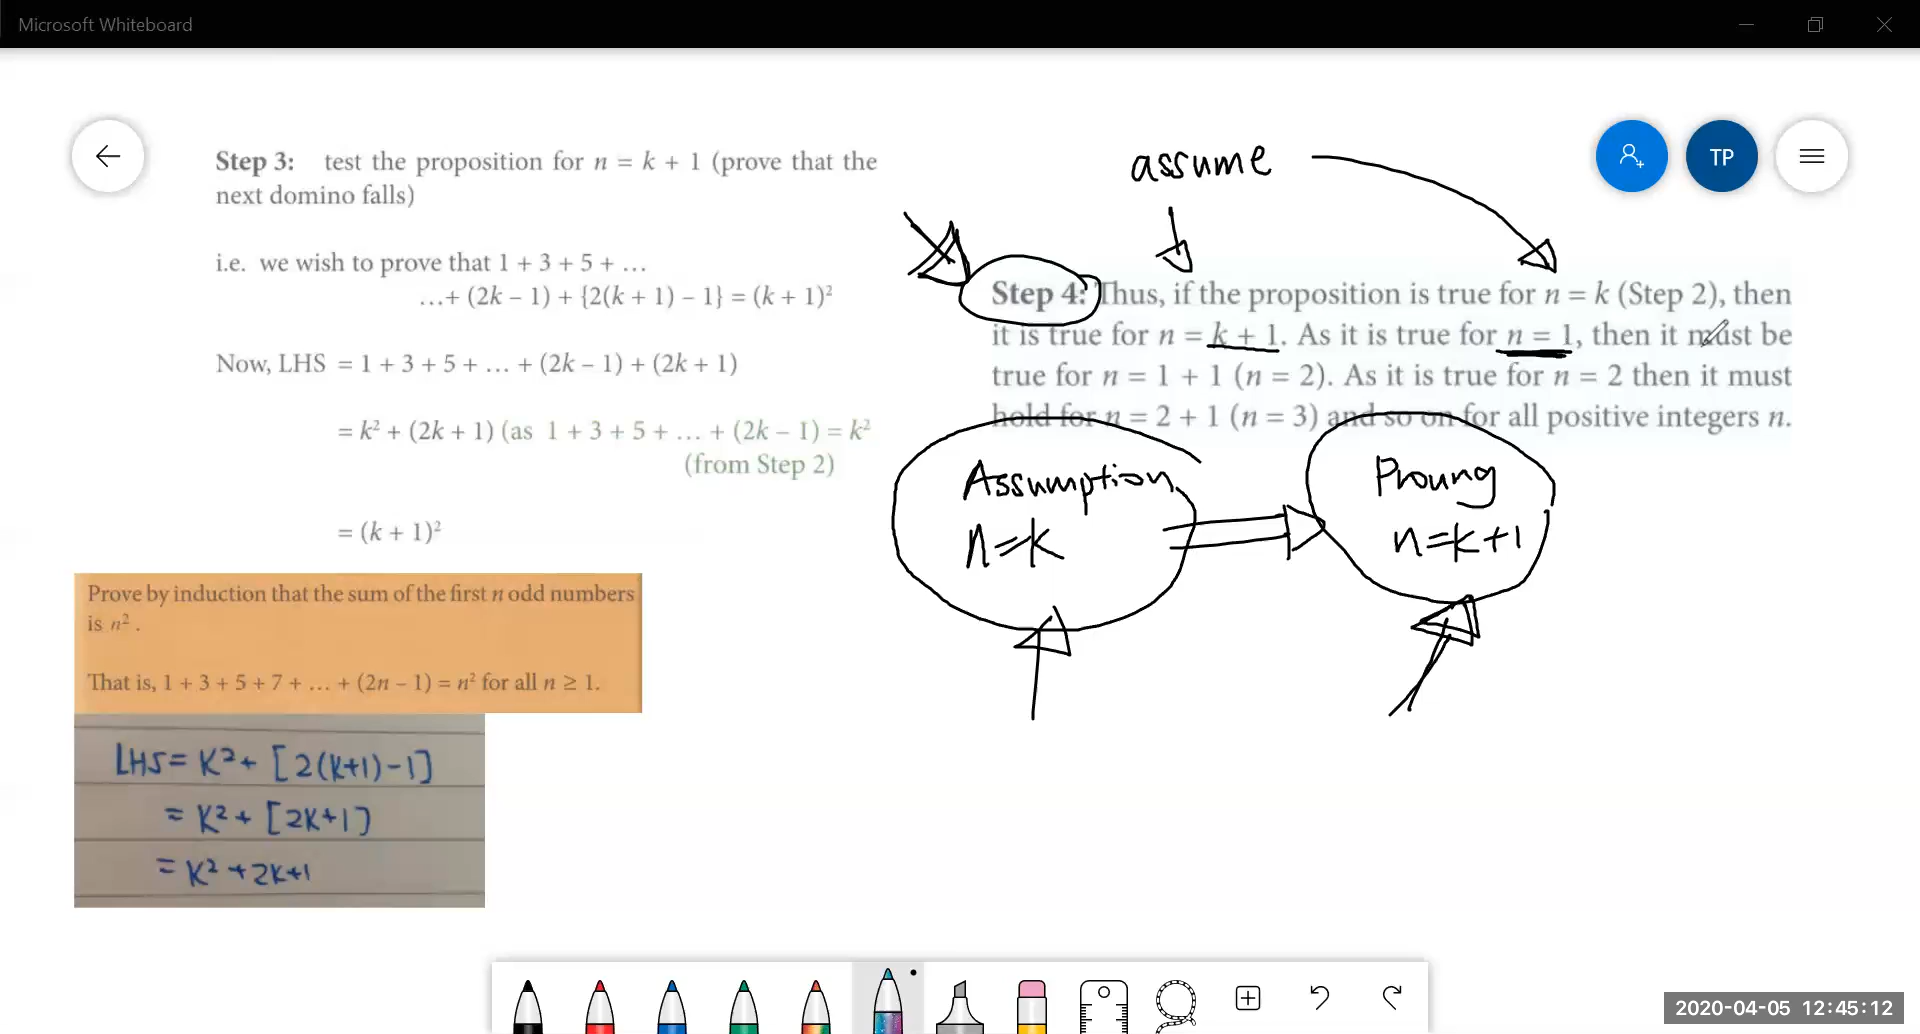 Microsoft Whiteboard
Step 3: test the proposition for n = k + 1 (prove that the
next domino falls)
i.e. we wish to prove that 1 + 3 + 5 + …
…+ (2k – 1) + {2(k + 1) – 1} = (k + 1)²
Now, LHS = 1 + 3 + 5 + … + (2k – 1) + (2k + 1)
= k² + (2k + 1) (as 1 + 3 + 5 + … + (2k – 1) = k²
(from Step 2)
= (k + 1)²
Prove by induction that the sum of the first n odd numbers
is n² .
That is, 1 + 3 + 5 + 7 + … + (2n – 1) = n² for all n ≥ 1.
LHS = K² + [2(K+1)-1]
= K² + [2K+1]
= K² + 2K+1
assume
TP
Step 4: Thus, if the proposition is true for n = k (Step 2), then
it is true for n = k + 1. As it is true for n = 1, then it must be
true for n = 1 + 1 (n = 2). As it is true for n = 2 then it must
hold for n = 2 + 1 (n = 3) and so on for all positive integers n.
Assumption
n=k
Proving
n=k+1
2020-04-05 12:45:12